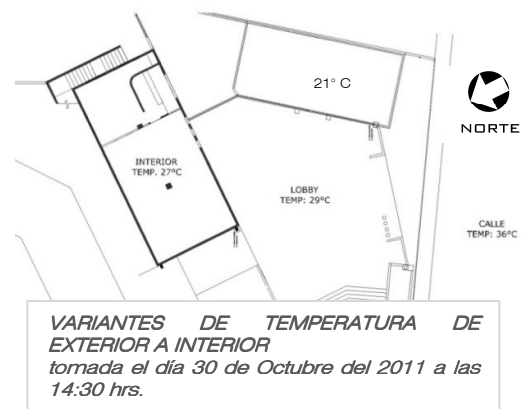 21° C
NORTE
INTERIOR
TEMP. 27°C
LOBBY
TEMP: 29°C
CALLE
TEMP: 36°C
VARIANTES DE TEMPERATURA DE
EXTERIOR A INTERIOR
tomada el día 30 de Octubre del 2011 a las
14:30 hrs.